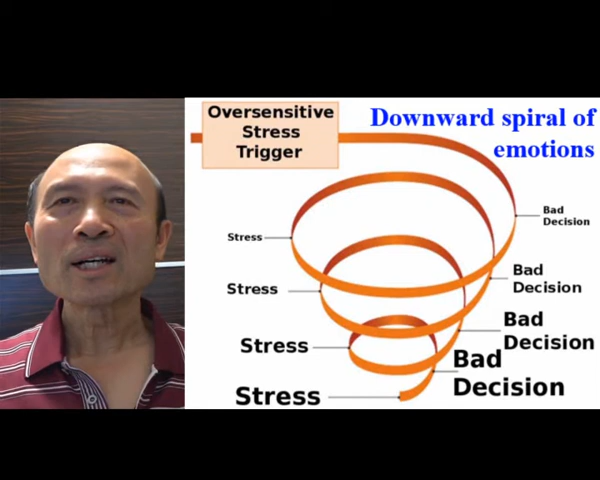 Oversensitive
Stress
Trigger
Downward spiral of
emotions
Bad
Decision
Stress
Bad
Decision
Stress
Bad
Decision
Stress
Bad
Decision
Stress